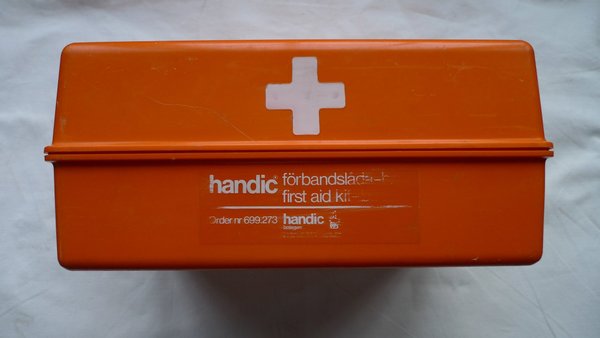 handic® förbandslåda
first aid kit
Order nr 699.273 handic
bolagen